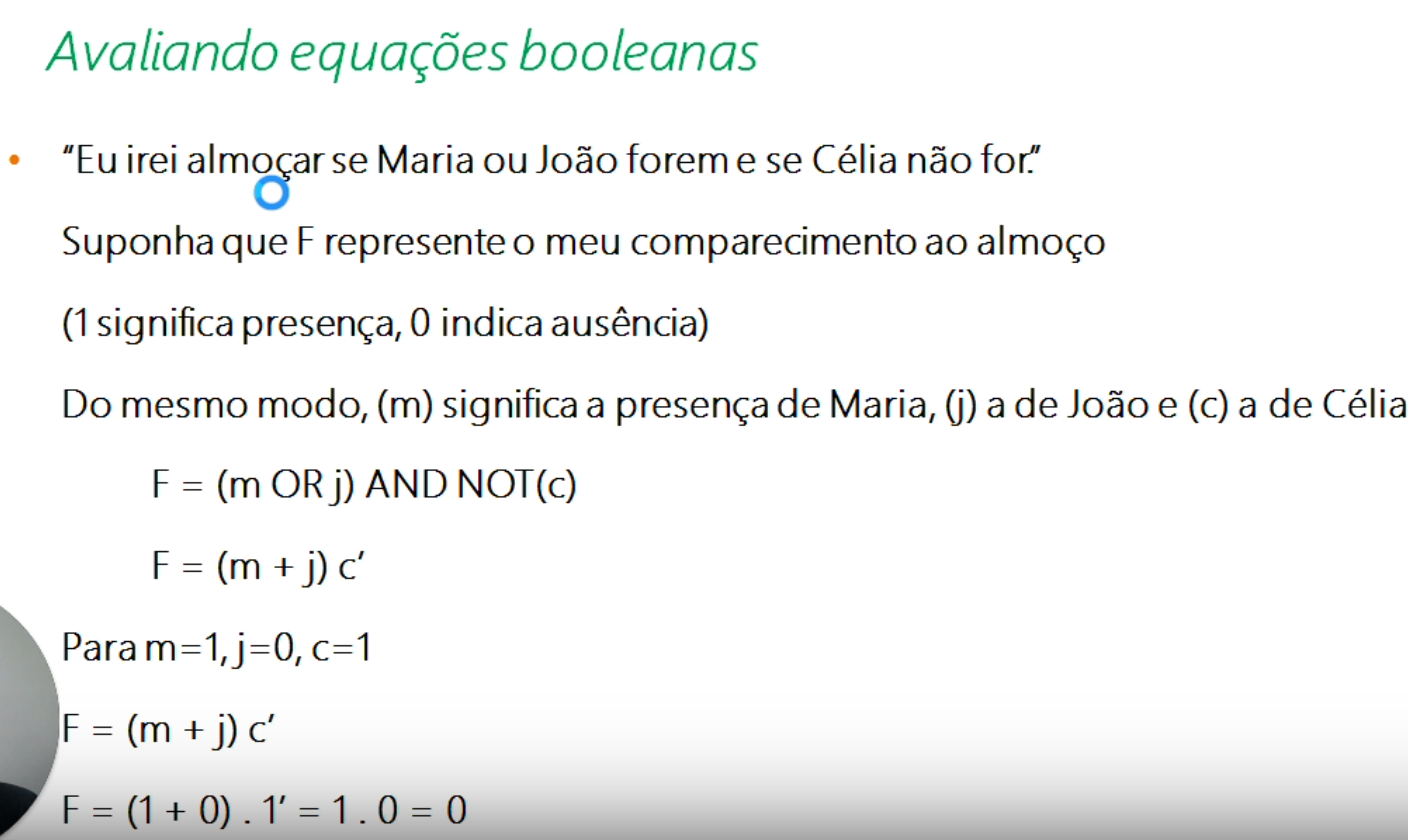 Avaliando equações booleanas
• “Eu irei almoçar se Maria ou João forem e se Célia não for.”
Suponha que F represente o meu comparecimento ao almoço
(1 significa presença, 0 indica ausência)
Do mesmo modo, (m) significa a presença de Maria, (j) a de João e (c) a de Célia
F = (m OR j) AND NOT(c)
F = (m + j) c’
Para m=1, j=0, c=1
F = (m + j) c’
F = (1 + 0) . 1’ = 1 . 0 = 0